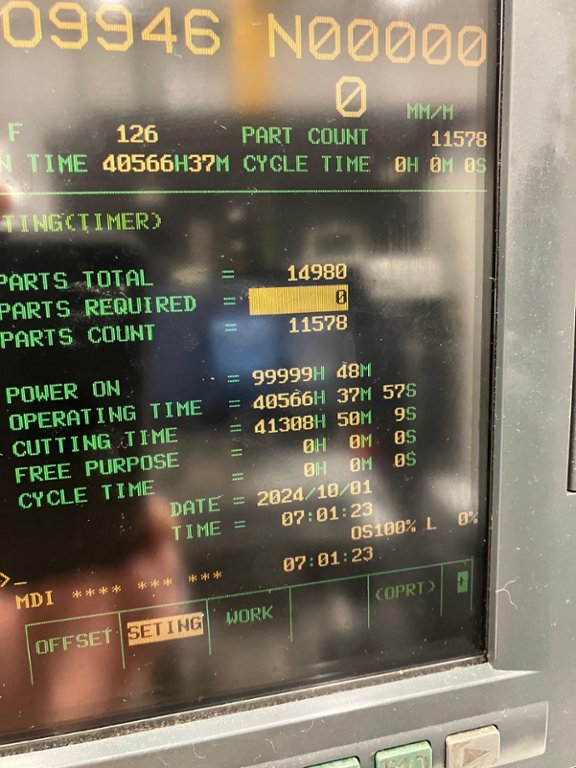 09946 N00000
0
MM/M
F 126 PART COUNT 11578
N TIME 40566H37M CYCLE TIME 0H 0M 0S
TING(TIMER)
PARTS TOTAL = 14980
PARTS REQUIRED = 0
PARTS COUNT = 11578
POWER ON = 99999H 48M
OPERATING TIME = 40566H 37M 57S
CUTTING TIME = 41308H 50M 9S
FREE PURPOSE = 0H 0M 0S
CYCLE TIME = 0H 0M 0S
DATE = 2024/10/01
TIME = 07:01:23
OS100% L 0%
>_
MDI **** *** *** 07:01:23
OFFSET SETING WORK (OPRT)